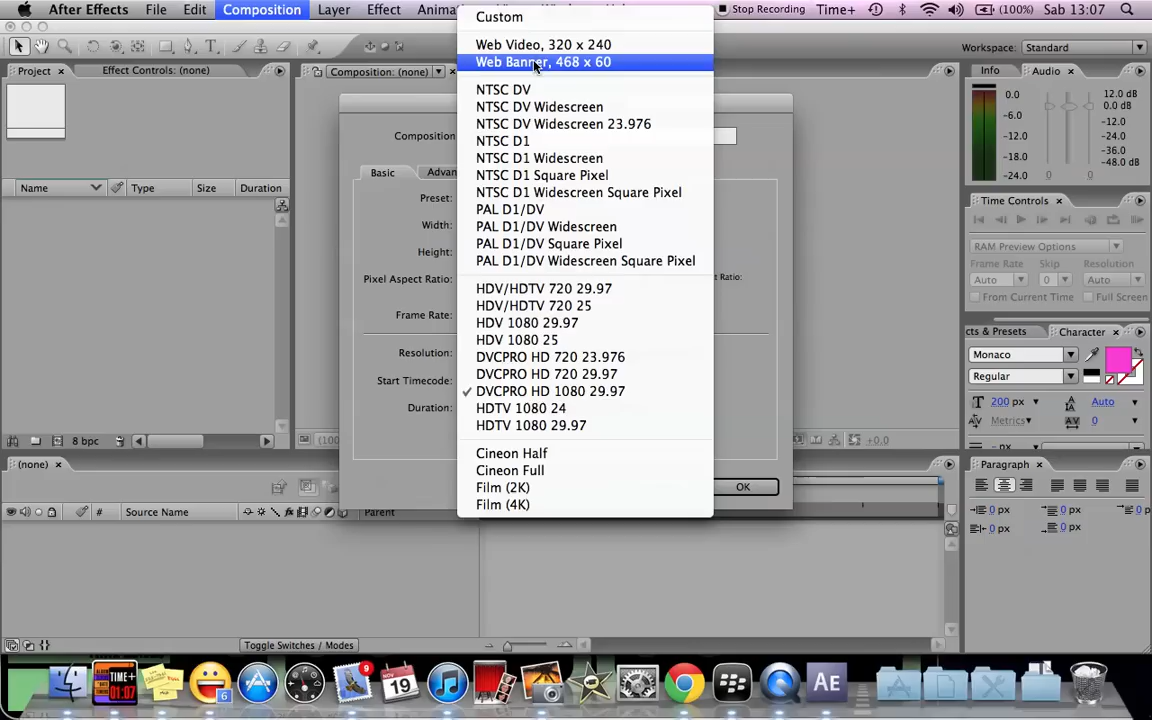 After Effects File Edit Composition Layer Effect Stop Recording Time+ (100%) Sab 13:07
Workspace: Standard
Project Effect Controls: (none) Composition: (none)
Name Type Size Duration
8 bpc
Composition
Basic
Preset:
Width:
Height:
Pixel Aspect Ratio:
Frame Rate:
Resolution:
Start Timecode:
Duration:
OK
Custom
Web Video, 320 x 240
Web Banner, 468 x 60
NTSC DV
NTSC DV Widescreen
NTSC DV Widescreen 23.976
NTSC D1
NTSC D1 Widescreen
NTSC D1 Square Pixel
NTSC D1 Widescreen Square Pixel
PAL D1/DV
PAL D1/DV Widescreen
PAL D1/DV Square Pixel
PAL D1/DV Widescreen Square Pixel
HDV/HDTV 720 29.97
HDV/HDTV 720 25
HDV 1080 29.97
HDV 1080 25
DVCPRO HD 720 23.976
DVCPRO HD 720 29.97
DVCPRO HD 1080 29.97
HDTV 1080 24
HDTV 1080 29.97
Cineon Half
Cineon Full
Film (2K)
Film (4K)
Info Audio
0.0 12.0 dB
-6.0 0.0 dB
-12.0 -12.0
-18.0 -36.0
-24.0 -48.0
0 0
Time Controls
RAM Preview Options
Frame Rate Skip Resolution
Auto 0 Auto
From Current Time Full Screen
cts & Presets Character
Monaco
Regular
200 px Auto
Metrics 0
Paragraph
0 px 0 px 0 p
0 px 0 px
(none)
# Source Name Parent
Toggle Switches / Modes
TIME+
01:07
6
9
NOV
19
AE